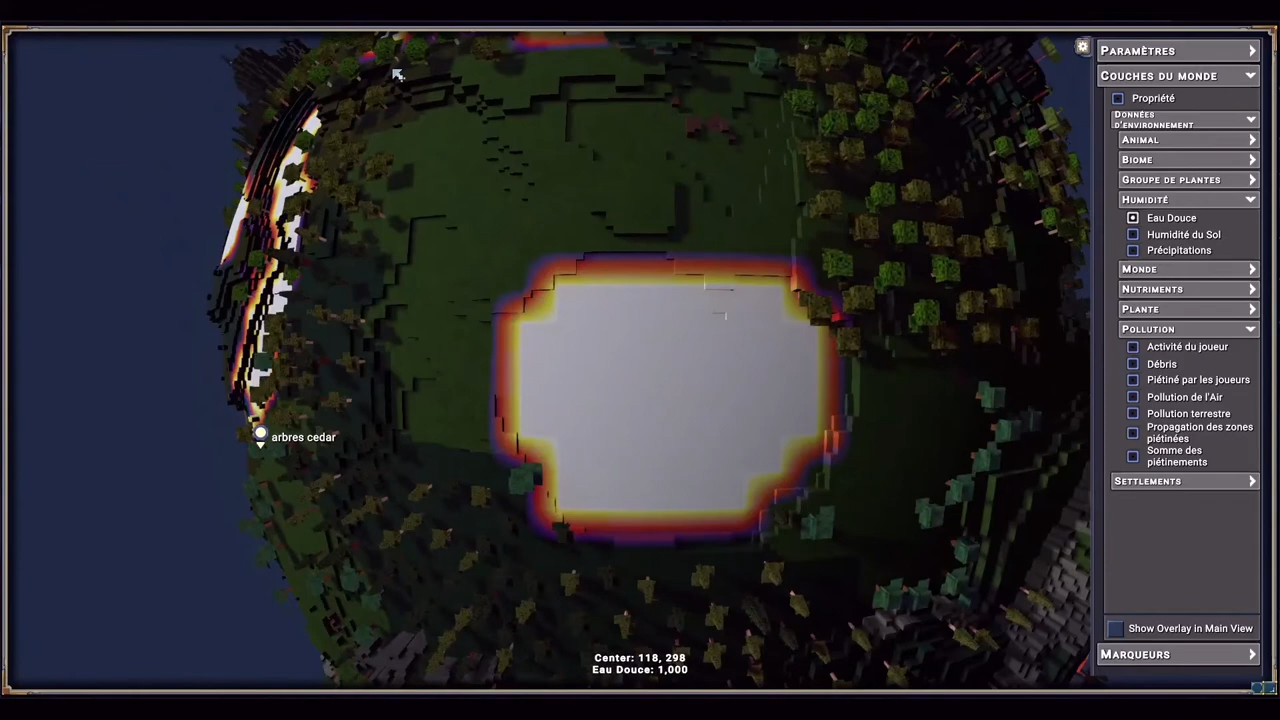 PARAMÈTRES
COUCHES DU MONDE
Propriété
DONNÉES
D'ENVIRONNEMENT
ANIMAL
BIOME
GROUPE DE PLANTES
HUMIDITÉ
Eau Douce
Humidité du Sol
Précipitations
MONDE
NUTRIMENTS
PLANTE
POLLUTION
Activité du joueur
Débris
Piétiné par les joueurs
Pollution de l'Air
Pollution terrestre
Propagation des zones
piétinées
Somme des
piétinements
SETTLEMENTS
Show Overlay in Main View
MARQUEURS
arbres cedar
Center: 118, 298
Eau Douce: 1,000